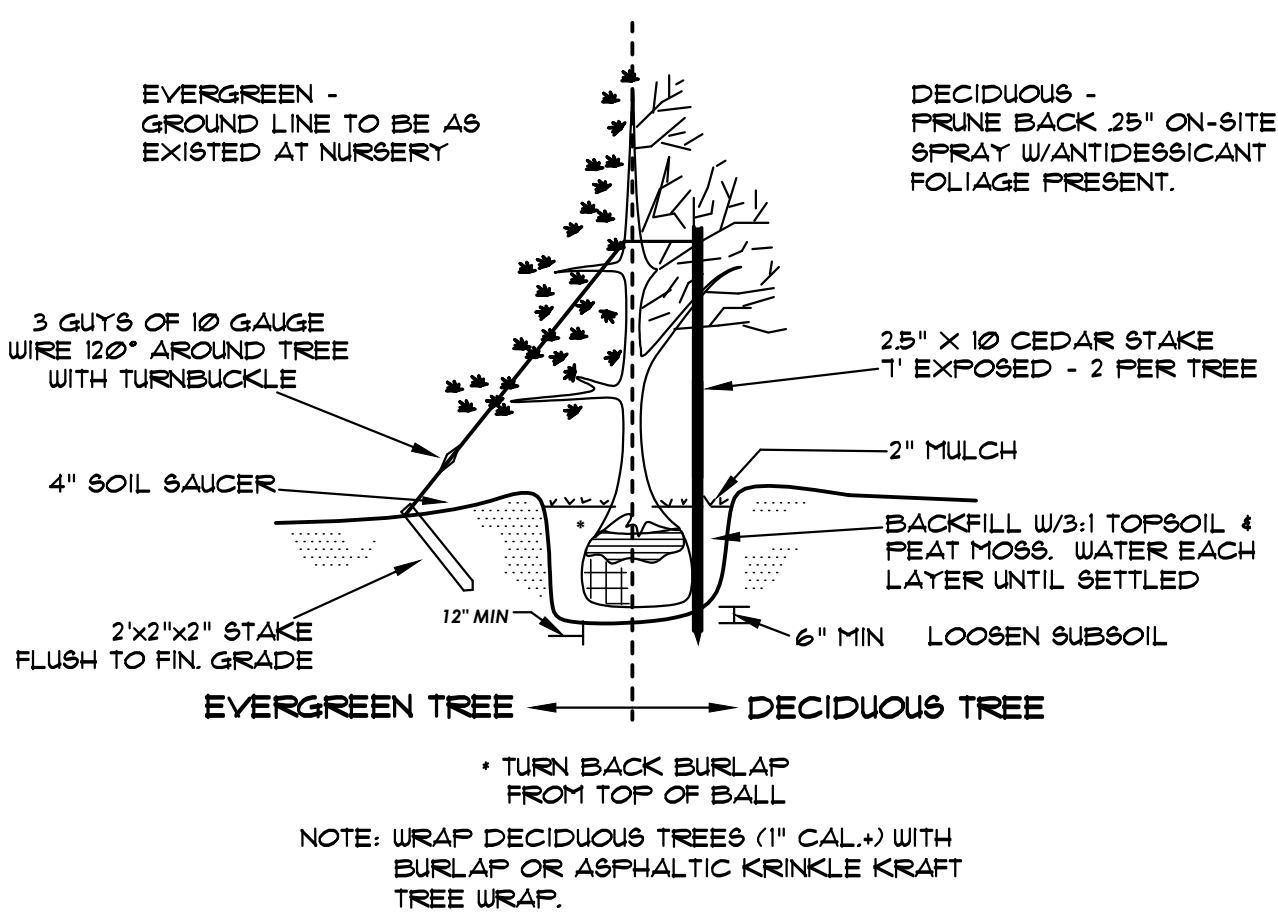 EVERGREEN -
GROUND LINE TO BE AS
EXISTED AT NURSERY
DECIDUOUS -
PRUNE BACK .25" ON-SITE
SPRAY W/ANTIDESSICANT
FOLIAGE PRESENT.
3 GUYS OF 10 GAUGE
WIRE 120° AROUND TREE
WITH TURNBUCKLE
2.5" X 10 CEDAR STAKE
7' EXPOSED - 2 PER TREE
2" MULCH
4" SOIL SAUCER
*
BACKFILL W/3:1 TOPSOIL &
PEAT MOSS. WATER EACH
LAYER UNTIL SETTLED
12" MIN
2'x2"x2" STAKE
FLUSH TO FIN. GRADE
6" MIN LOOSEN SUBSOIL
EVERGREEN TREE
DECIDUOUS TREE
* TURN BACK BURLAP
FROM TOP OF BALL
NOTE: WRAP DECIDUOUS TREES (1" CAL.+) WITH
BURLAP OR ASPHALTIC KRINKLE KRAFT
TREE WRAP.